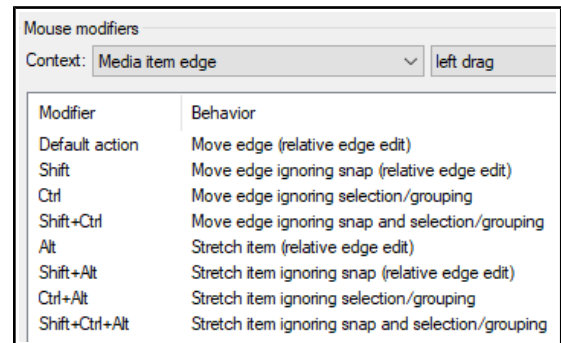 Mouse modifiers
Context: Media item edge left drag
Modifier Behavior
Default action Move edge (relative edge edit)
Shift Move edge ignoring snap (relative edge edit)
Ctrl Move edge ignoring selection/grouping
Shift+Ctrl Move edge ignoring snap and selection/grouping
Alt Stretch item (relative edge edit)
Shift+Alt Stretch item ignoring snap (relative edge edit)
Ctrl+Alt Stretch item ignoring selection/grouping
Shift+Ctrl+Alt Stretch item ignoring snap and selection/grouping